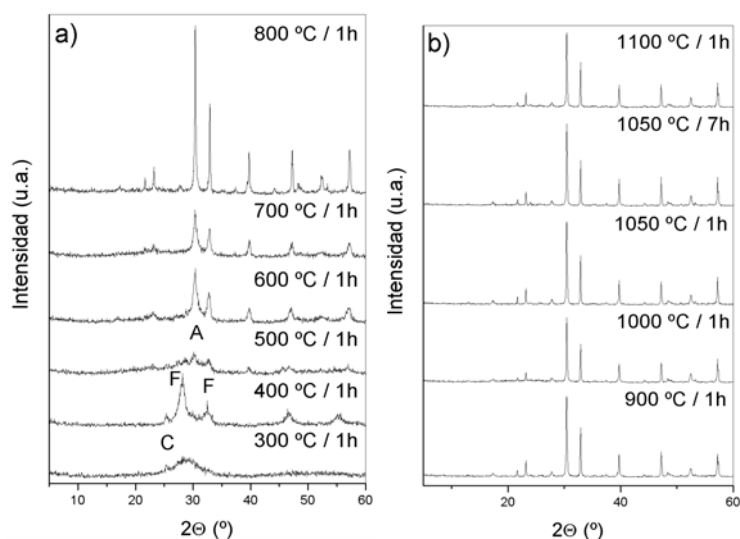 a)
800 ºC / 1h
700 ºC / 1h
600 ºC / 1h
A
500 ºC / 1h
F
F
400 ºC / 1h
C
300 ºC / 1h
Intensidad (u.a.)
10 20 30 40 50 60
2Θ (º)
b)
1100 ºC / 1h
1050 ºC / 7h
1050 ºC / 1h
1000 ºC / 1h
900 ºC / 1h
Intensidad (u.a.)
20 40 60
2Θ (º)